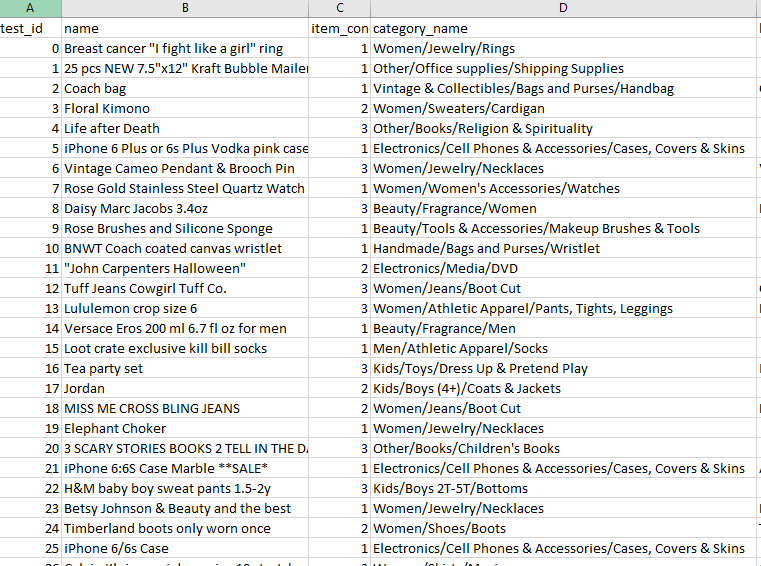 A B C D
test_id name item_con category_name
0 Breast cancer "I fight like a girl" ring 1 Women/Jewelry/Rings
1 25 pcs NEW 7.5"x12" Kraft Bubble Mailer 1 Other/Office supplies/Shipping Supplies
2 Coach bag 1 Vintage & Collectibles/Bags and Purses/Handbag
3 Floral Kimono 2 Women/Sweaters/Cardigan
4 Life after Death 3 Other/Books/Religion & Spirituality
5 iPhone 6 Plus or 6s Plus Vodka pink case 1 Electronics/Cell Phones & Accessories/Cases, Covers & Skins
6 Vintage Cameo Pendant & Brooch Pin 3 Women/Jewelry/Necklaces
7 Rose Gold Stainless Steel Quartz Watch 1 Women/Women's Accessories/Watches
8 Daisy Marc Jacobs 3.4oz 3 Beauty/Fragrance/Women
9 Rose Brushes and Silicone Sponge 1 Beauty/Tools & Accessories/Makeup Brushes & Tools
10 BNWT Coach coated canvas wristlet 1 Handmade/Bags and Purses/Wristlet
11 "John Carpenters Halloween" 2 Electronics/Media/DVD
12 Tuff Jeans Cowgirl Tuff Co. 3 Women/Jeans/Boot Cut
13 Lululemon crop size 6 3 Women/Athletic Apparel/Pants, Tights, Leggings
14 Versace Eros 200 ml 6.7 fl oz for men 1 Beauty/Fragrance/Men
15 Loot crate exclusive kill bill socks 1 Men/Athletic Apparel/Socks
16 Tea party set 3 Kids/Toys/Dress Up & Pretend Play
17 Jordan 2 Kids/Boys (4+)/Coats & Jackets
18 MISS ME CROSS BLING JEANS 2 Women/Jeans/Boot Cut
19 Elephant Choker 1 Women/Jewelry/Necklaces
20 3 SCARY STORIES BOOKS 2 TELL IN THE DA 3 Other/Books/Children's Books
21 iPhone 6:6S Case Marble **SALE* 1 Electronics/Cell Phones & Accessories/Cases, Covers & Skins
22 H&M baby boy sweat pants 1.5-2y 3 Kids/Boys 2T-5T/Bottoms
23 Betsy Johnson & Beauty and the best 1 Women/Jewelry/Necklaces
24 Timberland boots only worn once 2 Women/Shoes/Boots
25 iPhone 6/6s Case 1 Electronics/Cell Phones & Accessories/Cases, Covers & Skins